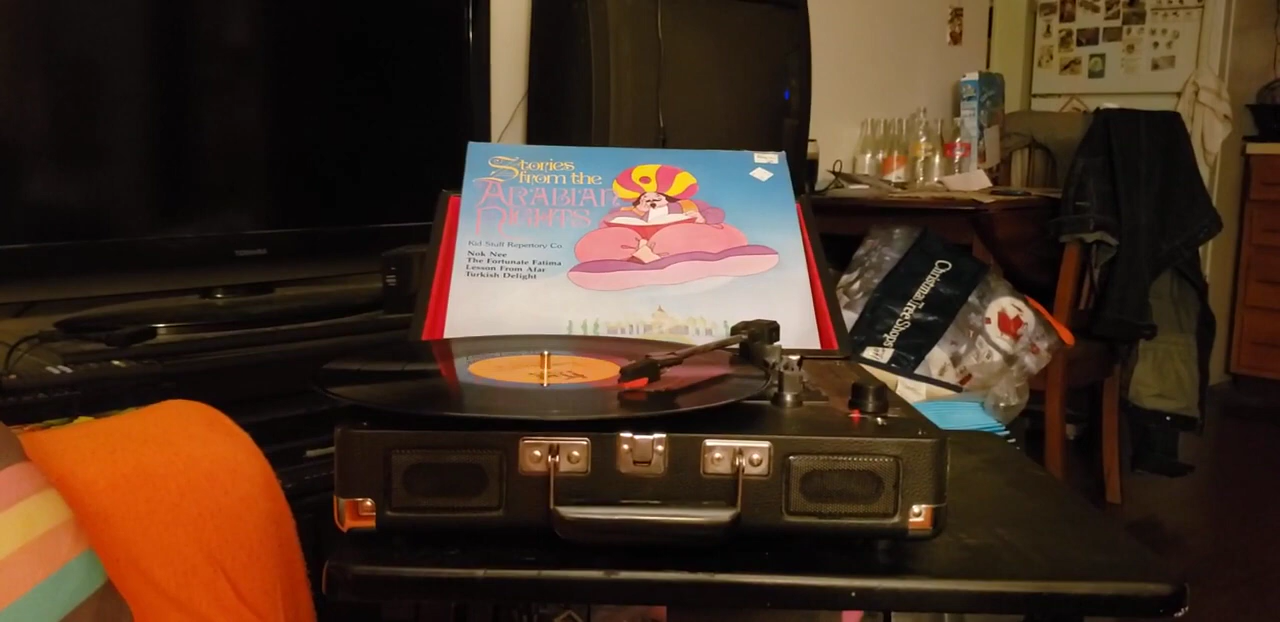 Stories
from the
ARABIAN
NIGHTS
Kid Stuff Repertory Co.
Nok Nee
The Fortunate Fatima
Lesson From Afar
Turkish Delight
TOSHIBA
Christmas Tree Shops